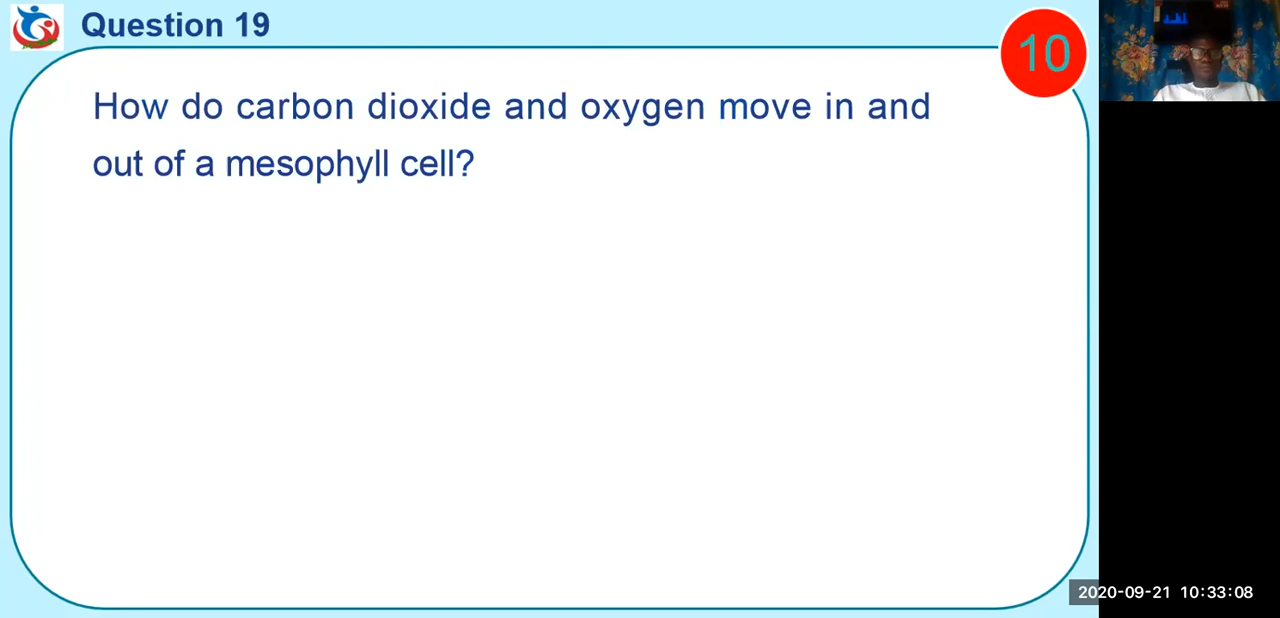 Question 19
10
How do carbon dioxide and oxygen move in and
out of a mesophyll cell?
2020-09-21 10:33:08